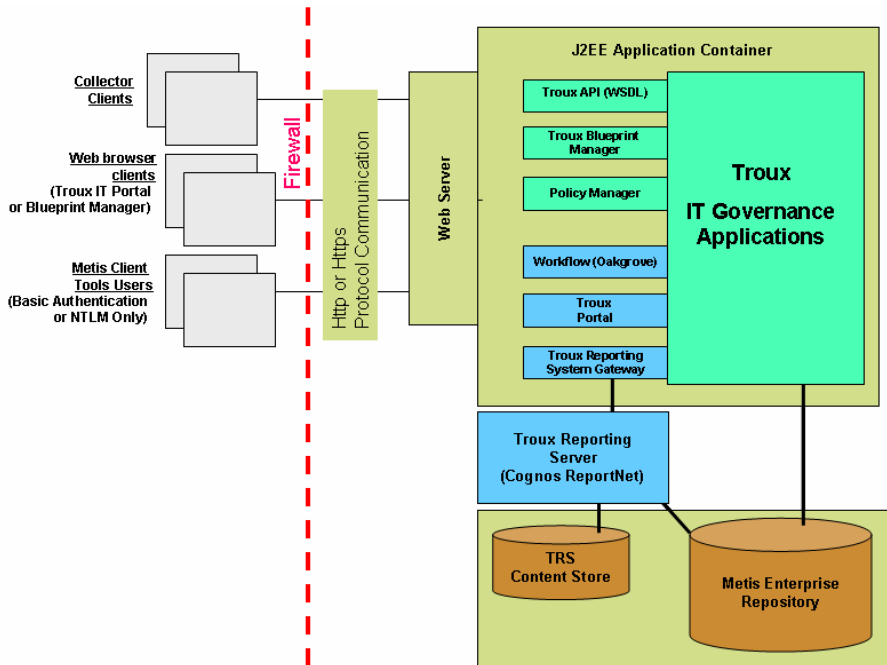 J2EE Application Container
Collector
Clients
Web browser
clients
(Troux IT Portal
or Blueprint Manager)
Metis Client
Tools Users
(Basic Authentication
or NTLM Only)
Firewall
Http or Https
Protocol Communication
Web Server
Troux API (WSDL)
Troux Blueprint
Manager
Policy Manager
Workflow (Oakgrove)
Troux
Portal
Troux Reporting
System Gateway
Troux
IT Governance
Applications
Troux Reporting
Server
(Cognos ReportNet)
TRS
Content Store
Metis Enterprise
Repository